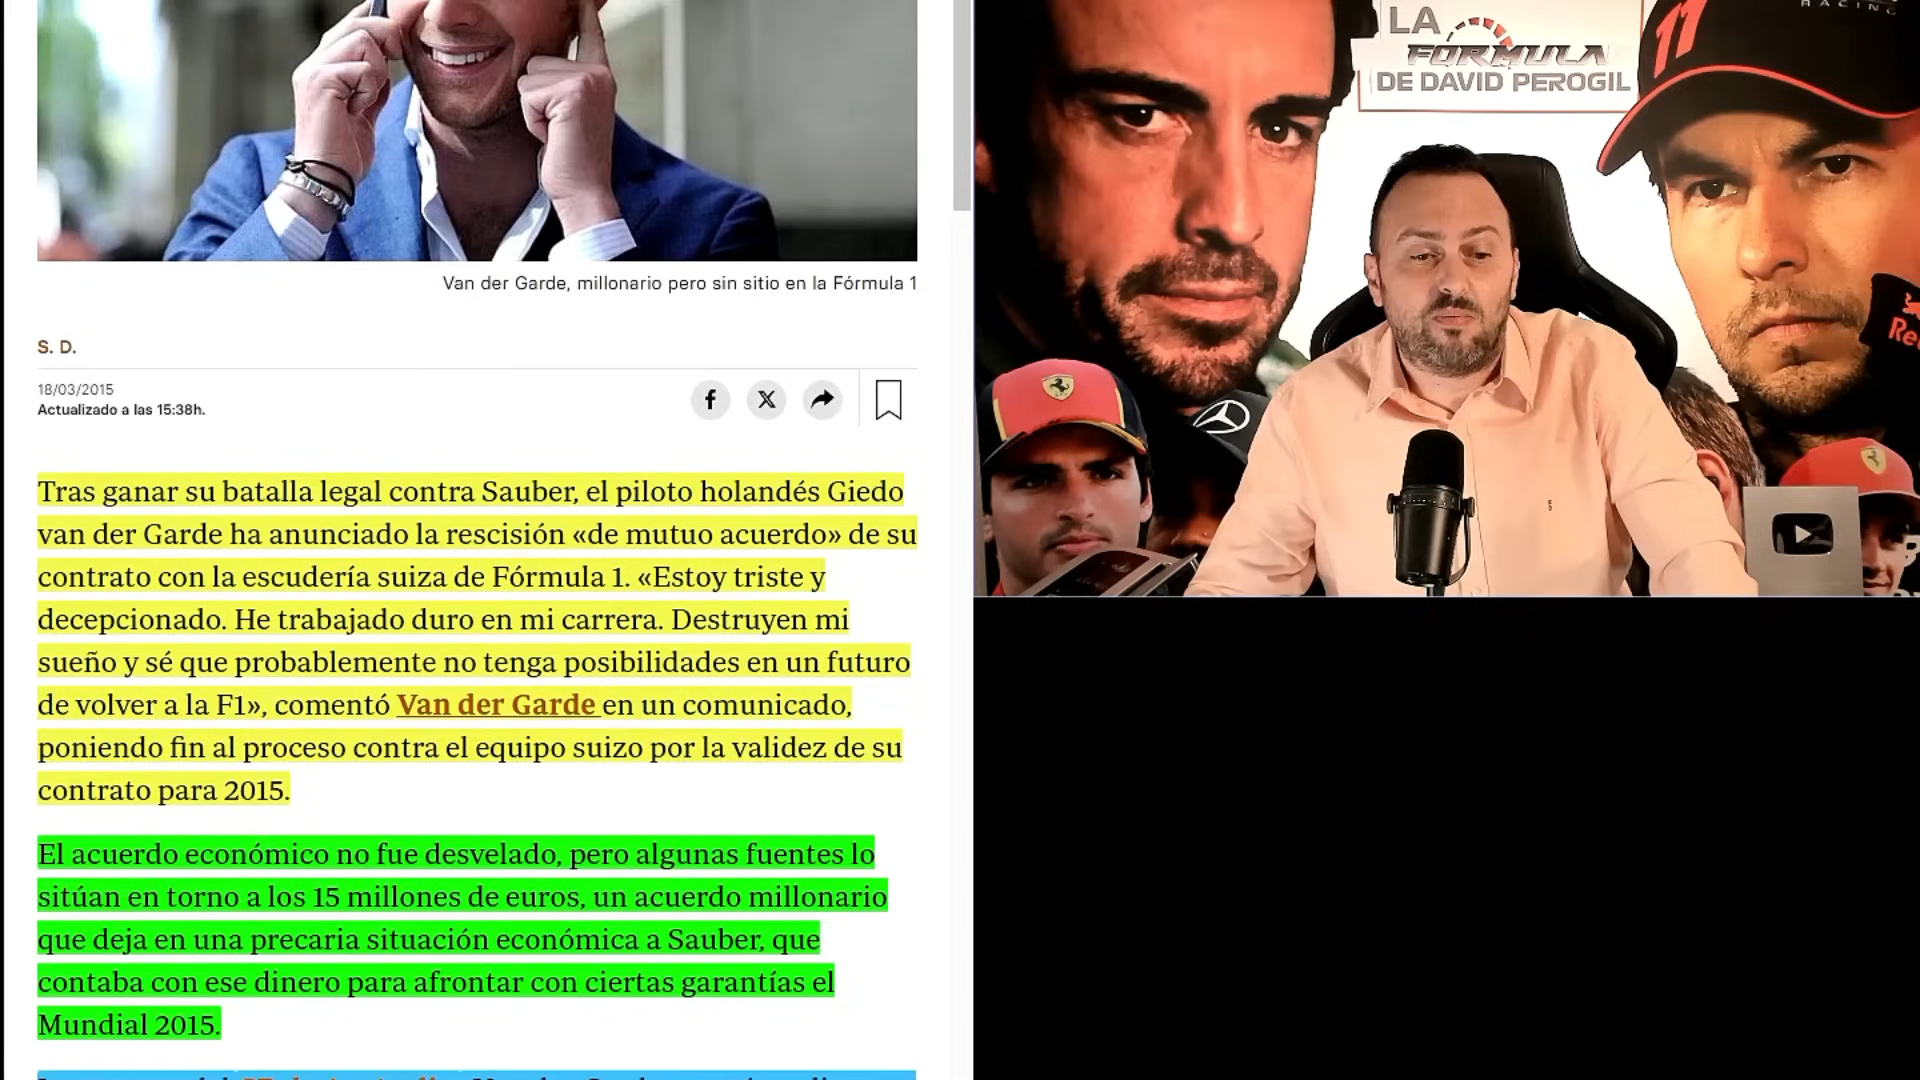 Van der Garde, millonario pero sin sitio en la Fórmula 1
S. D.
18/03/2015
Actualizado a las 15:38h.
Tras ganar su batalla legal contra Sauber, el piloto holandés Giedo
van der Garde ha anunciado la rescisión «de mutuo acuerdo» de su
contrato con la escudería suiza de Fórmula 1. «Estoy triste y
decepcionado. He trabajado duro en mi carrera. Destruyen mi
sueño y sé que probablemente no tenga posibilidades en un futuro
de volver a la F1», comentó Van der Garde en un comunicado,
poniendo fin al proceso contra el equipo suizo por la validez de su
contrato para 2015.
El acuerdo económico no fue desvelado, pero algunas fuentes lo
sitúan en torno a los 15 millones de euros, un acuerdo millonario
que deja en una precaria situación económica a Sauber, que
contaba con ese dinero para afrontar con ciertas garantías el
Mundial 2015.
LA
FÓRMULA
DE DAVID PEROGIL
11
RACING
Re